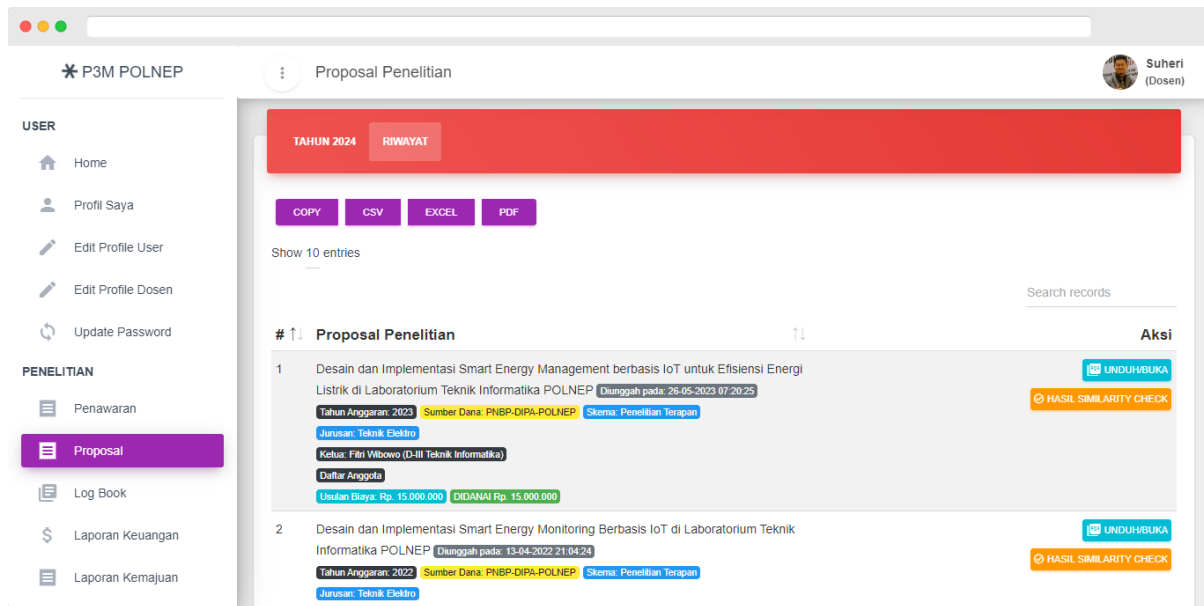 P3M POLNEP
Proposal Penelitian
Suheri
(Dosen)
USER
Home
Profil Saya
Edit Profile User
Edit Profile Dosen
Update Password
PENELITIAN
Penawaran
Proposal
Log Book
Laporan Keuangan
Laporan Kemajuan
TAHUN 2024 RIWAYAT
COPY CSV EXCEL PDF
Show 10 entries
Search records
# Proposal Penelitian Aksi
1 Desain dan Implementasi Smart Energy Management berbasis IoT untuk Efisiensi Energi UNDUH/BUKA
Listrik di Laboratorium Teknik Informatika POLNEP Diunggah pada: 26-05-2023 07:20:25 HASIL SIMILARITY CHECK
Tahun Anggaran: 2023 Sumber Dana: PNBP-DIPA-POLNEP Skema: Penelitian Terapan
Jurusan: Teknik Elektro
Ketua: Fitri Wibowo (D-III Teknik Informatika)
Daftar Anggota
Usulan Biaya: Rp. 15.000.000 DIDANAI Rp. 15.000.000
2 Desain dan Implementasi Smart Energy Monitoring Berbasis IoT di Laboratorium Teknik UNDUH/BUKA
Informatika POLNEP Diunggah pada: 13-04-2022 21:04:24 HASIL SIMILARITY CHECK
Tahun Anggaran: 2022 Sumber Dana: PNBP-DIPA-POLNEP Skema: Penelitian Terapan
Jurusan: Teknik Elektro